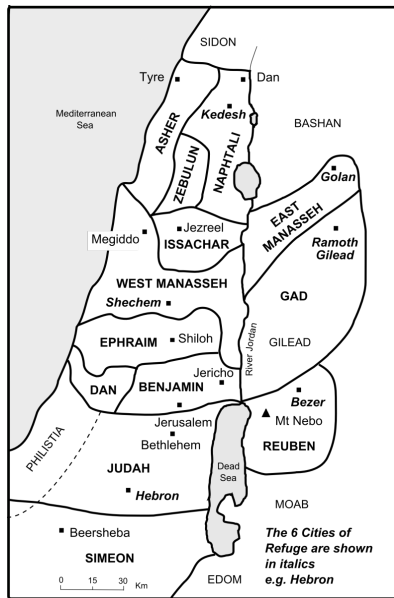 SIDON
Tyre
Dan
Mediterranean
Sea
Kedesh
BASHAN
ASHER
ZEBULUN
NAPHTALI
Golan
EAST
MANASSEH
Jezreel
Megiddo
ISSACHAR
Ramoth
Gilead
WEST MANASSEH
GAD
Shechem
EPHRAIM
Shiloh
River Jordan
GILEAD
Jericho
DAN
BENJAMIN
Bezer
Mt Nebo
Jerusalem
Bethlehem
REUBEN
PHILISTIA
Dead
Sea
JUDAH
Hebron
MOAB
Beersheba
The 6 Cities of
Refuge are shown
in italics
e.g. Hebron
SIMEON
0 15 30
Km
EDOM